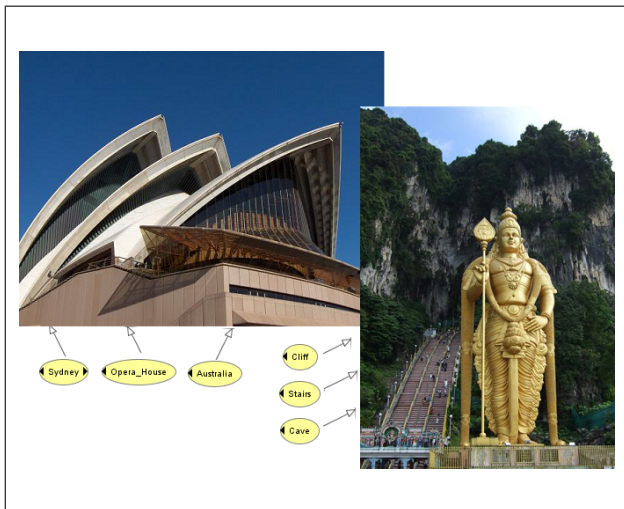 Sydney
Opera_House
Australia
Cliff
Stairs
Cave